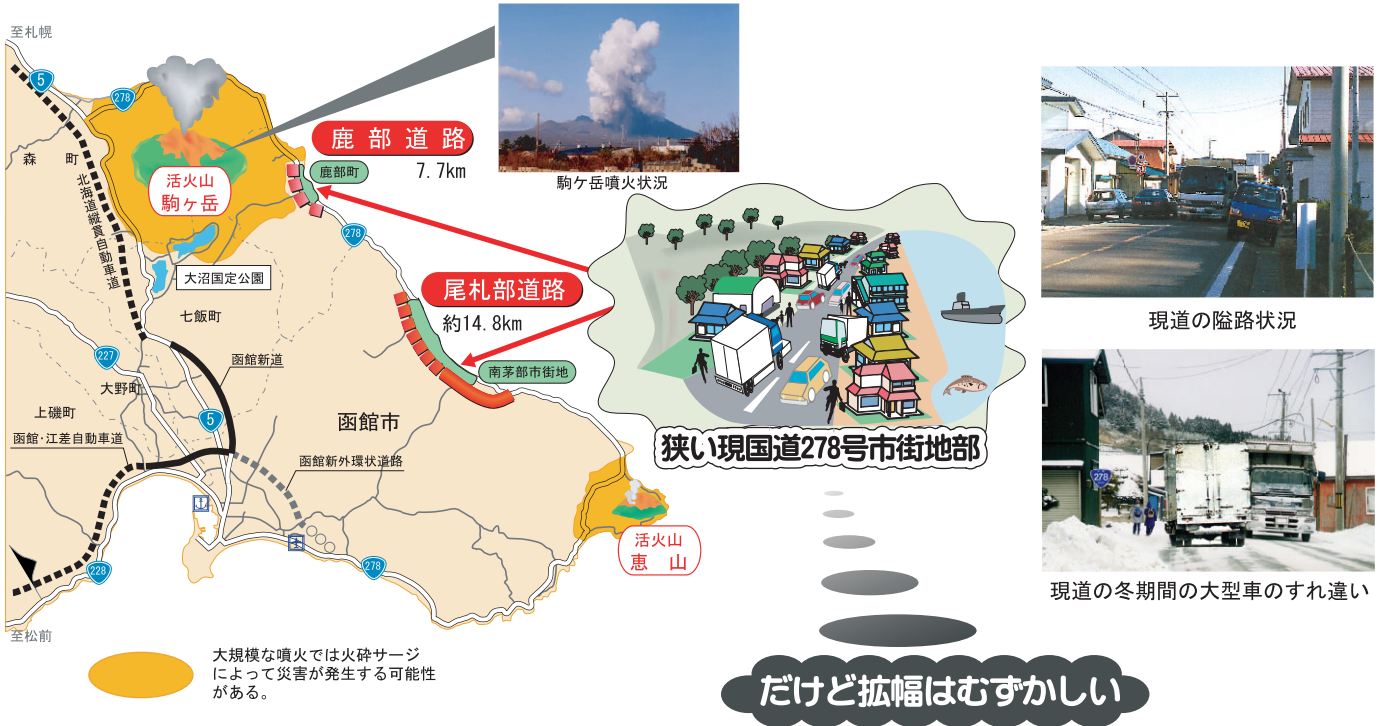 至札幌
5
278
森町
北海道縦貫自動車道
活火山
駒ヶ岳
鹿部道路
7.7km
鹿部町
駒ケ岳噴火状況
278
大沼国定公園
尾札部道路
約14.8km
南茅部市街地
七飯町
227
函館新道
大野町
上磯町
5
函館市
函館・江差自動車道
函館新外環状道路
228
278
活火山
恵山
至松前
大規模な噴火では火砕サージ
によって災害が発生する可能性
がある。
狭い現国道278号市街地部
だけど拡幅はむずかしい
現道の隘路状況
278
現道の冬期間の大型車のすれ違い